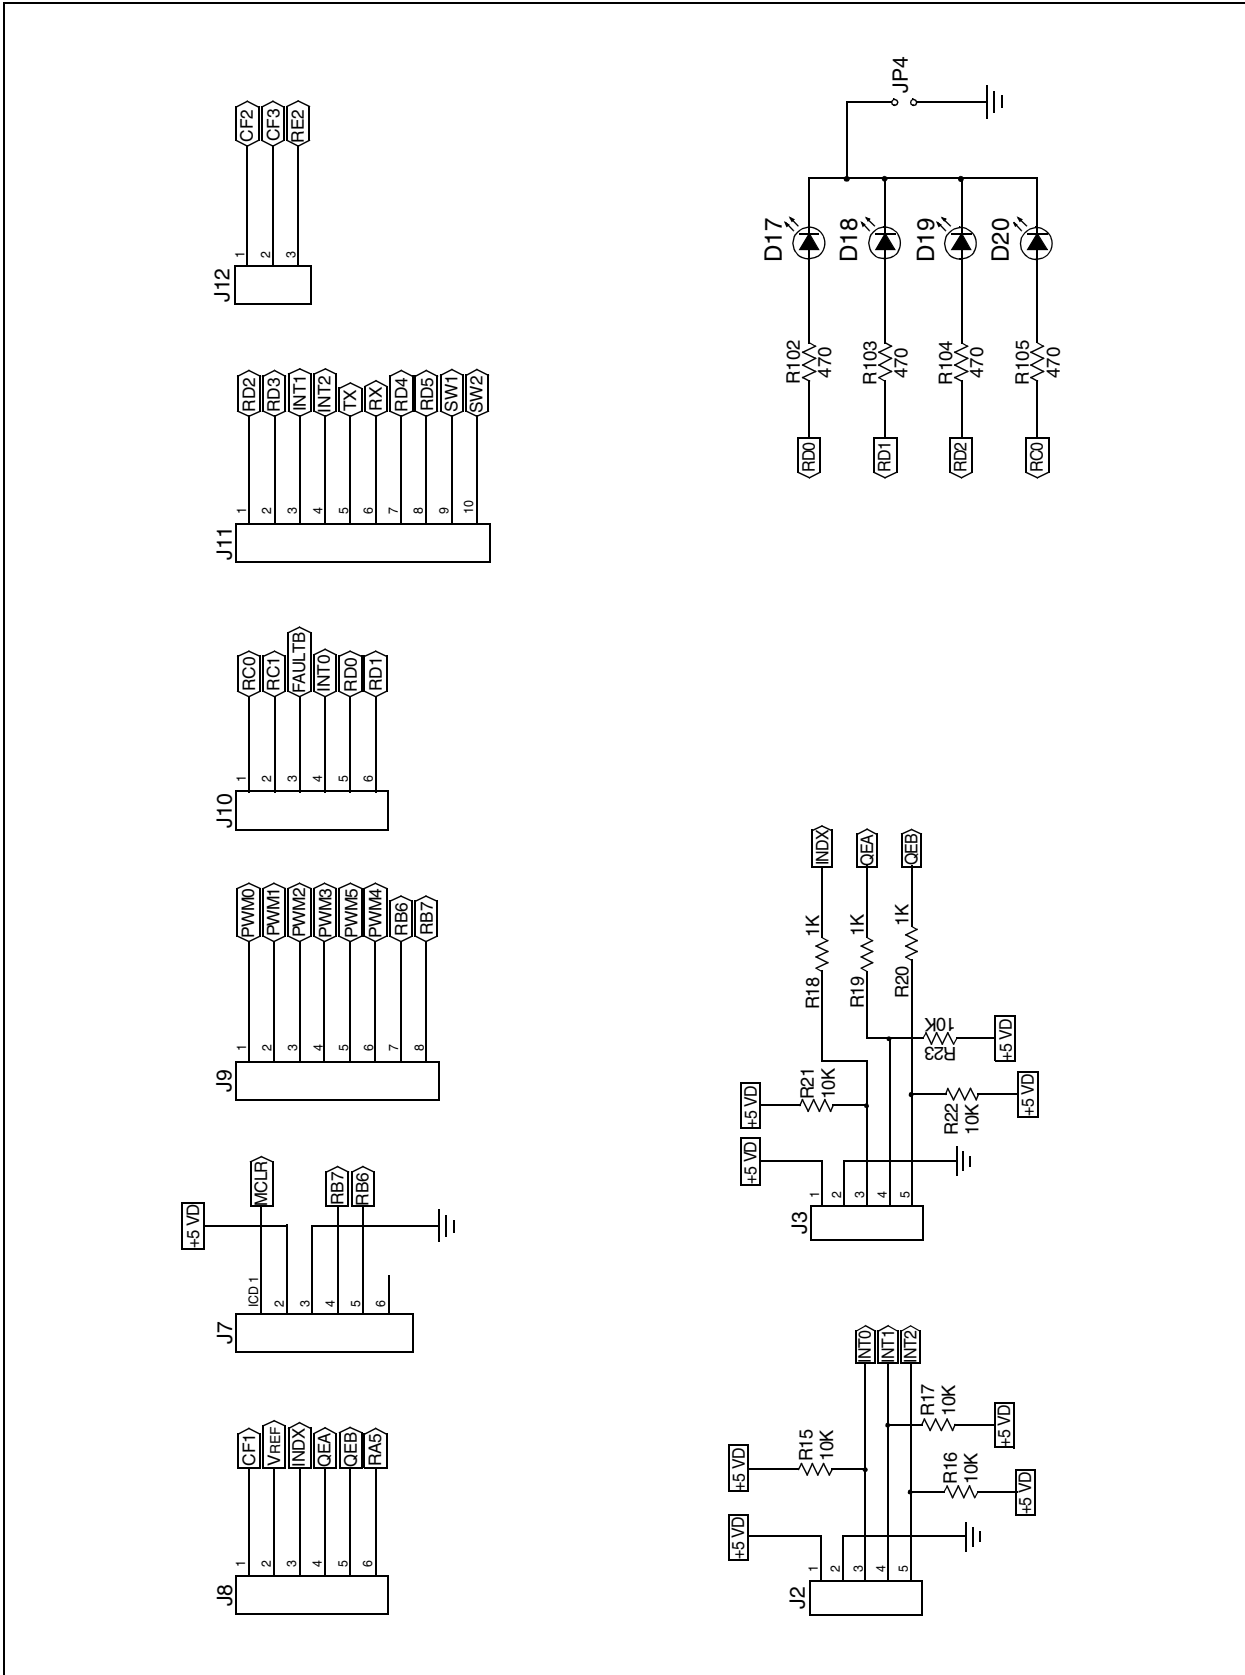 J8
1 CF1
2 VREF
3 INDX
4 QEA
5 QEB
6 RA5
J7
+5 VD
ICD 1 MCLR
2
3
4 RB7
5 RB6
6
J9
1 PWM0
2 PWM1
3 PWM2
4 PWM3
5 PWM5
6 PWM4
7 RB6
8 RB7
J10
1 RC0
2 RC1
3 FAULTB
4 INT0
5 RD0
6 RD1
J11
1 RD2
2 RD3
3 INT1
4 INT2
5 TX
6 RX
7 RD4
8 RD5
9 SW1
10 SW2
J12
1 CF2
2 CF3
3 RE2
J2
+5 VD
+5 VD
R15
10K
1
2
3 INT0
4 INT1
5 INT2
R16
10K
R17
10K
+5 VD
+5 VD
J3
+5 VD
+5 VD
R21
10K
1
2
3
4
5
R18 1K INDX
R19 1K QEA
R20 1K QEB
R22
10K
R23
10K
+5 VD
+5 VD
RD0 R102 D17
470
RD1 R103 D18
470
RD2 R104 D19
470
RC0 R105 D20
470
JP4